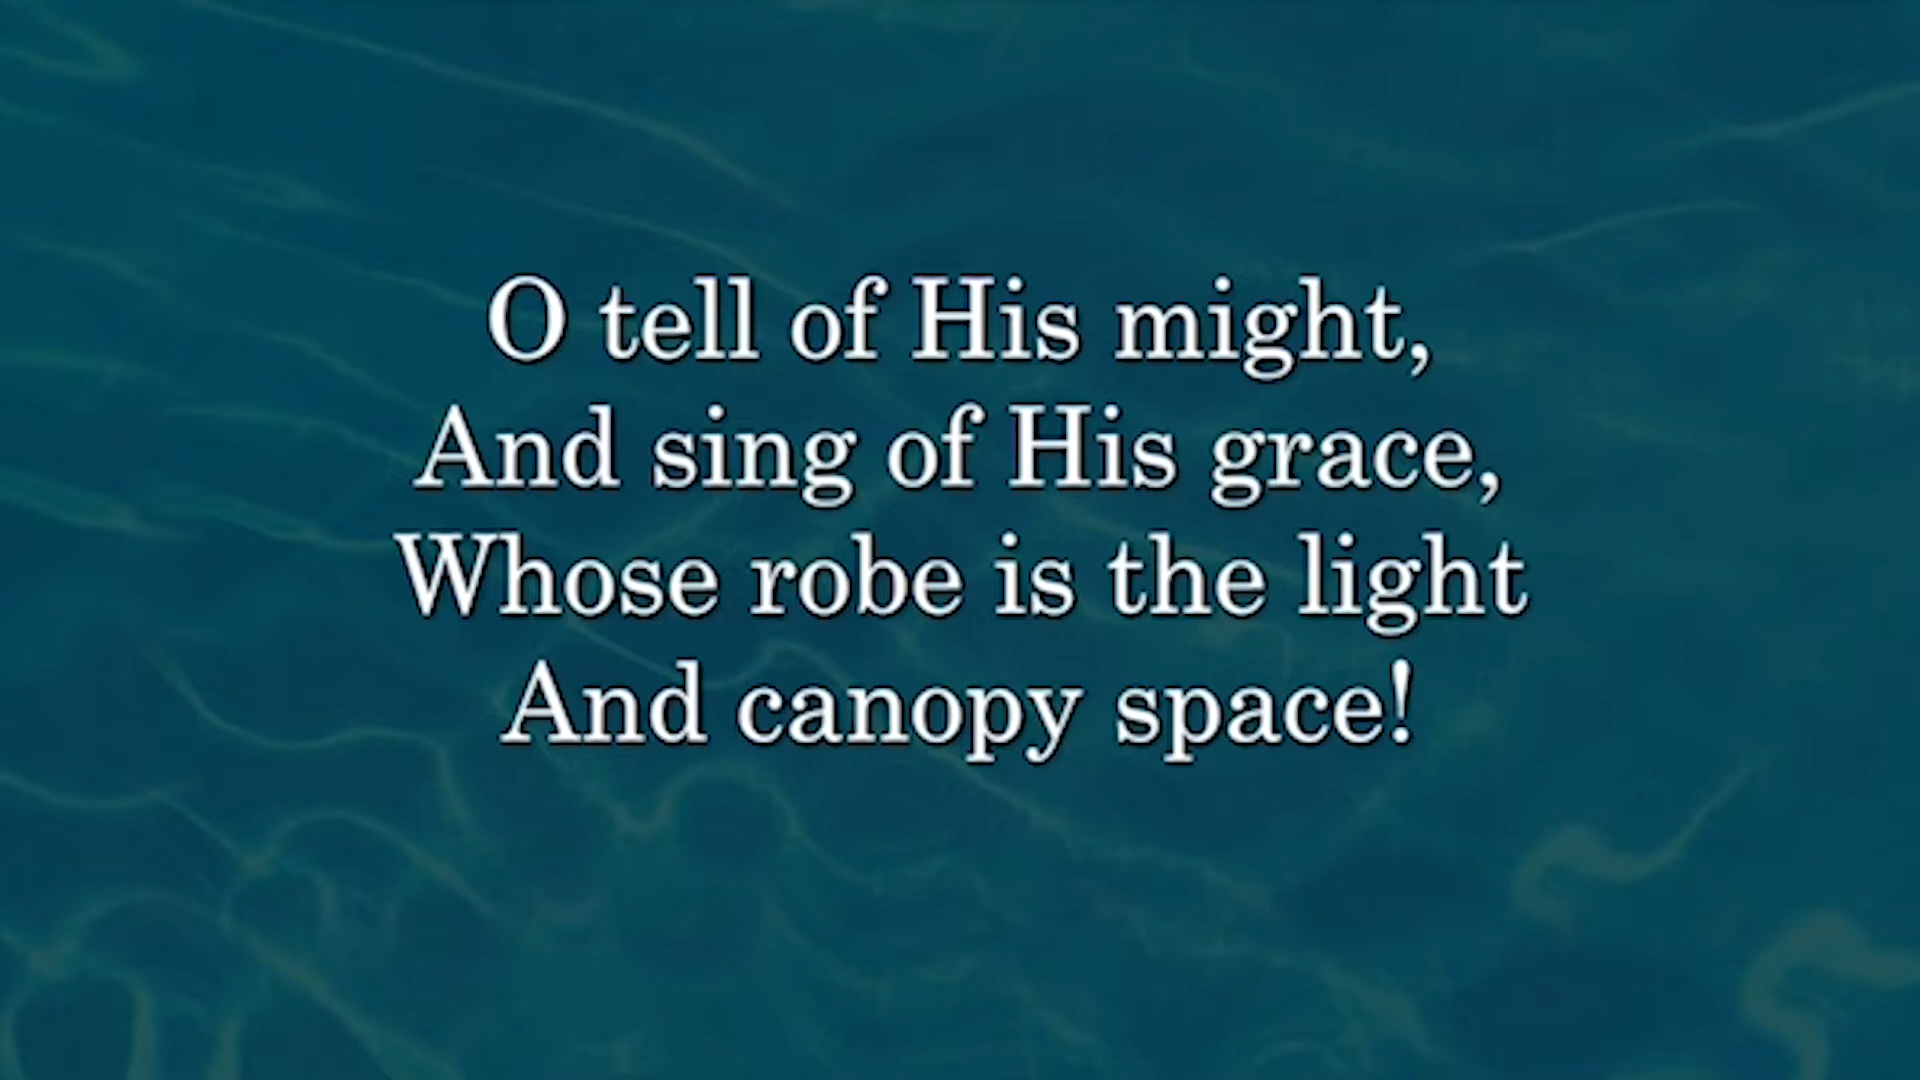 O tell of His might,
And sing of His grace,
Whose robe is the light
And canopy space!